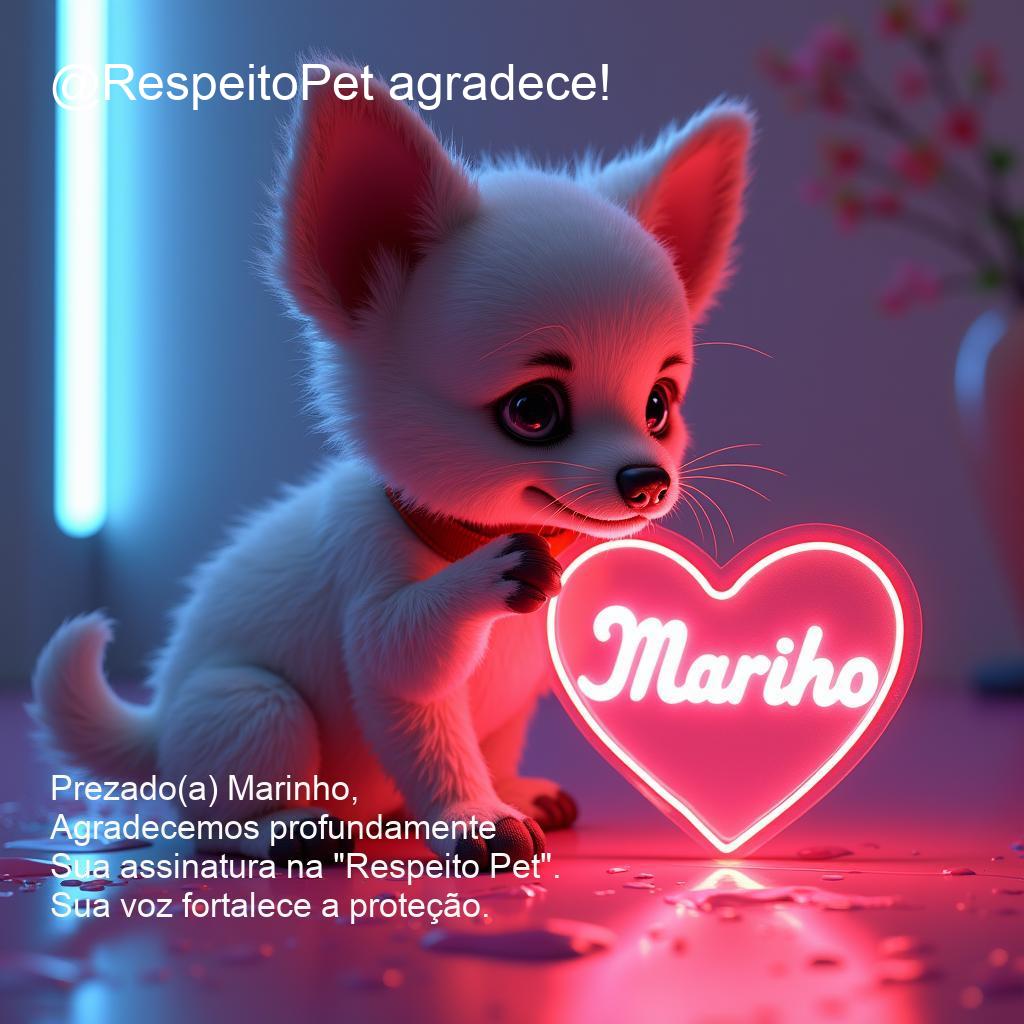 @RespeitoPet agradece!
Mariho
Prezado(a) Marinho,
Agradecemos profundamente
Sua assinatura na "Respeito Pet".
Sua voz fortalece a proteção.